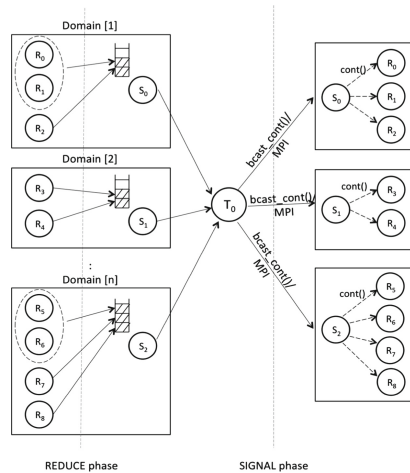 Domain [1]
R0
R1
R2
S0
Domain [2]
R3
R4
S1
:
Domain [n]
R5
R6
R7
R8
S2
T0
bcast_cont()/
MPI
bcast_cont()/
MPI
bcast_cont()/
MPI
cont()
S0
R0
R1
R2
cont()
S1
R3
R4
cont()
S2
R5
R6
R7
R8
REDUCE phase
SIGNAL phase